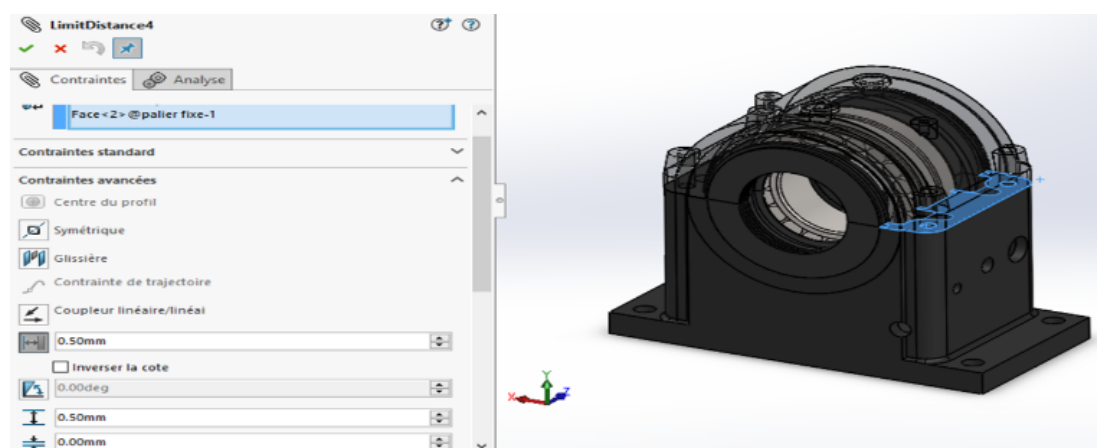 LimitDistance4
Contraintes
Analyse
Face<2>@palier fixe-1
Contraintes standard
Contraintes avancées
Centre du profil
Symétrique
Glissière
Contrainte de trajectoire
Coupleur linéaire/linéai
0.50mm
Inverser la cote
0.00deg
0.50mm
0.00mm
Y
X
Z